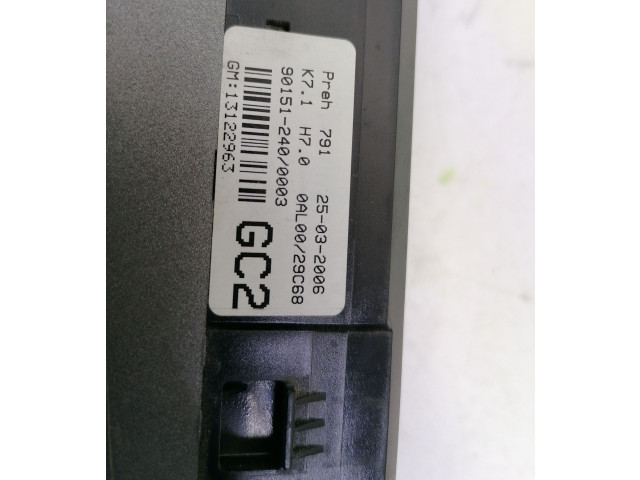 Preh 791 25-03-2006
K7.1 H7.0 0AL00/29C68
90151-240/0003
GM:13122963
GC2